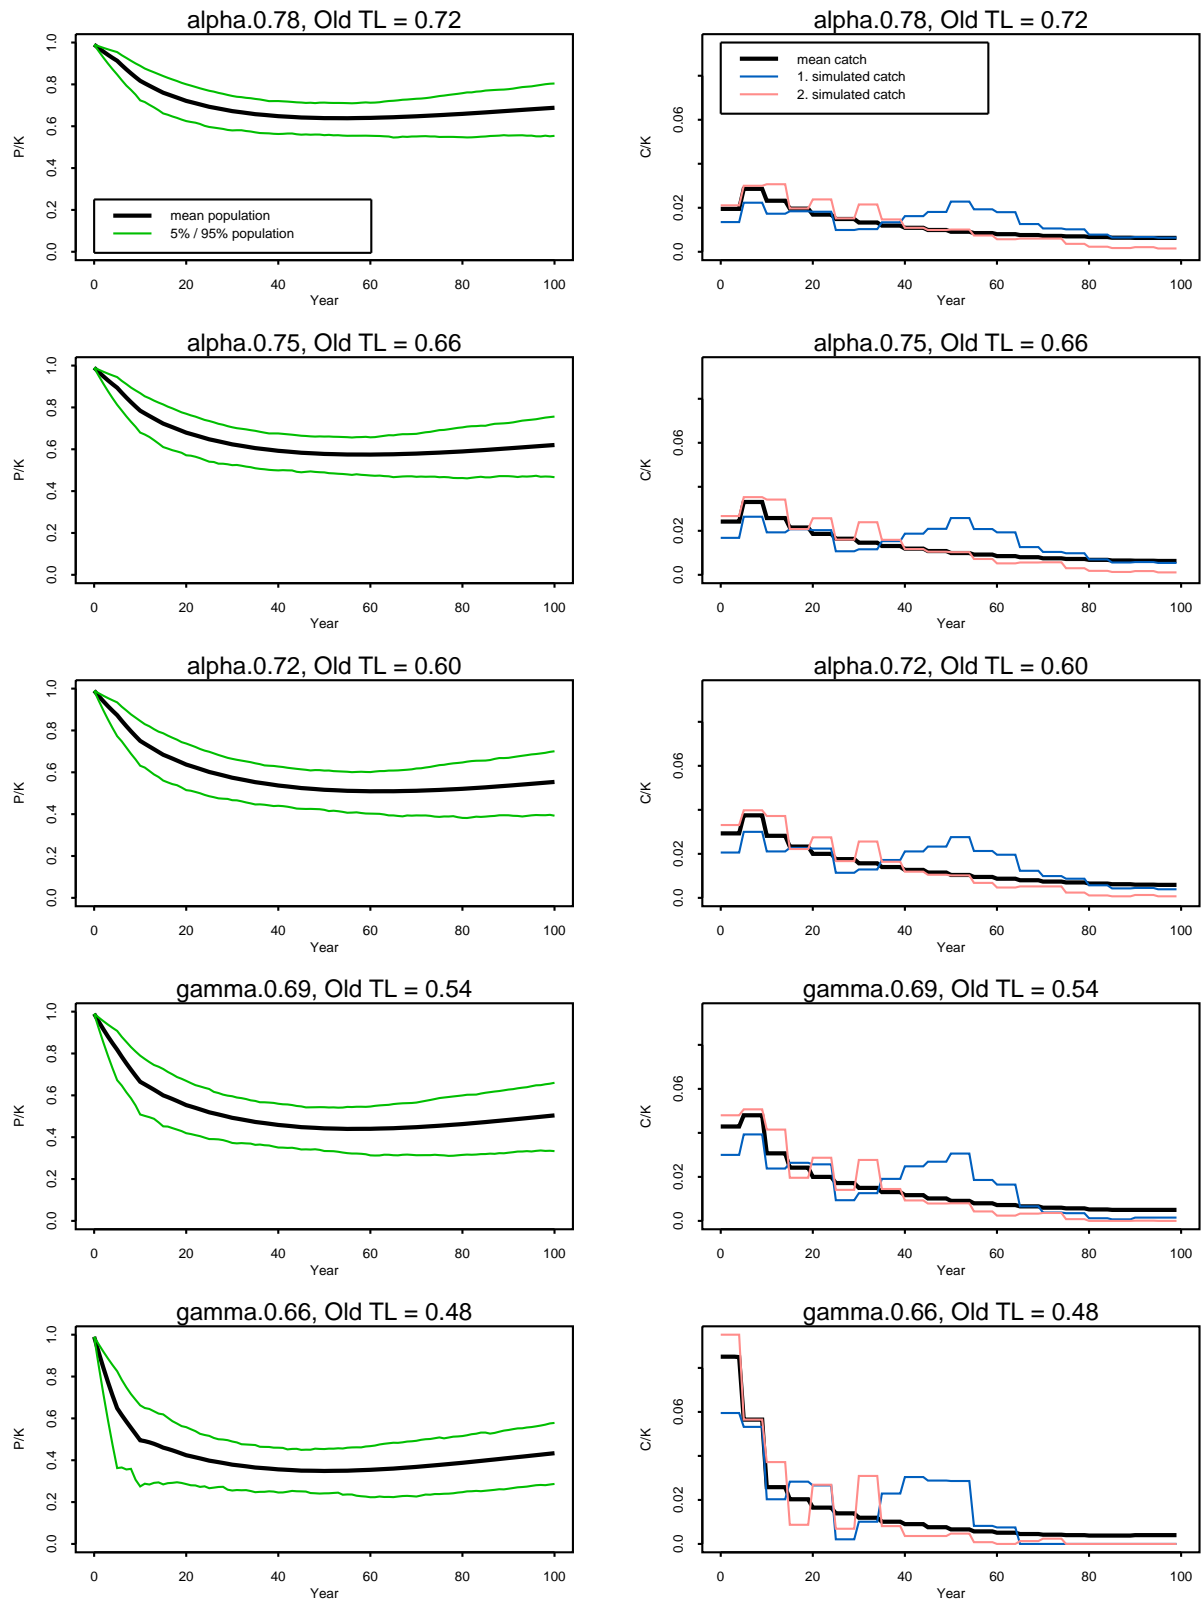 alpha.0.78, Old TL = 0.72
P/K
1.0
0.8
0.6
0.4
0.2
0.0
mean population
5% / 95% population
0 20 40 60 80 100
Year
alpha.0.78, Old TL = 0.72
C/K
0.06
0.02
0.0
mean catch
1. simulated catch
2. simulated catch
0 20 40 60 80 100
Year
alpha.0.75, Old TL = 0.66
P/K
1.0
0.8
0.6
0.4
0.2
0.0
0 20 40 60 80 100
Year
alpha.0.75, Old TL = 0.66
C/K
0.06
0.02
0.0
0 20 40 60 80 100
Year
alpha.0.72, Old TL = 0.60
P/K
1.0
0.8
0.6
0.4
0.2
0.0
0 20 40 60 80 100
Year
alpha.0.72, Old TL = 0.60
C/K
0.06
0.02
0.0
0 20 40 60 80 100
Year
gamma.0.69, Old TL = 0.54
P/K
1.0
0.8
0.6
0.4
0.2
0.0
0 20 40 60 80 100
Year
gamma.0.69, Old TL = 0.54
C/K
0.06
0.02
0.0
0 20 40 60 80 100
Year
gamma.0.66, Old TL = 0.48
P/K
1.0
0.8
0.6
0.4
0.2
0.0
0 20 40 60 80 100
Year
gamma.0.66, Old TL = 0.48
C/K
0.06
0.02
0.0
0 20 40 60 80 100
Year